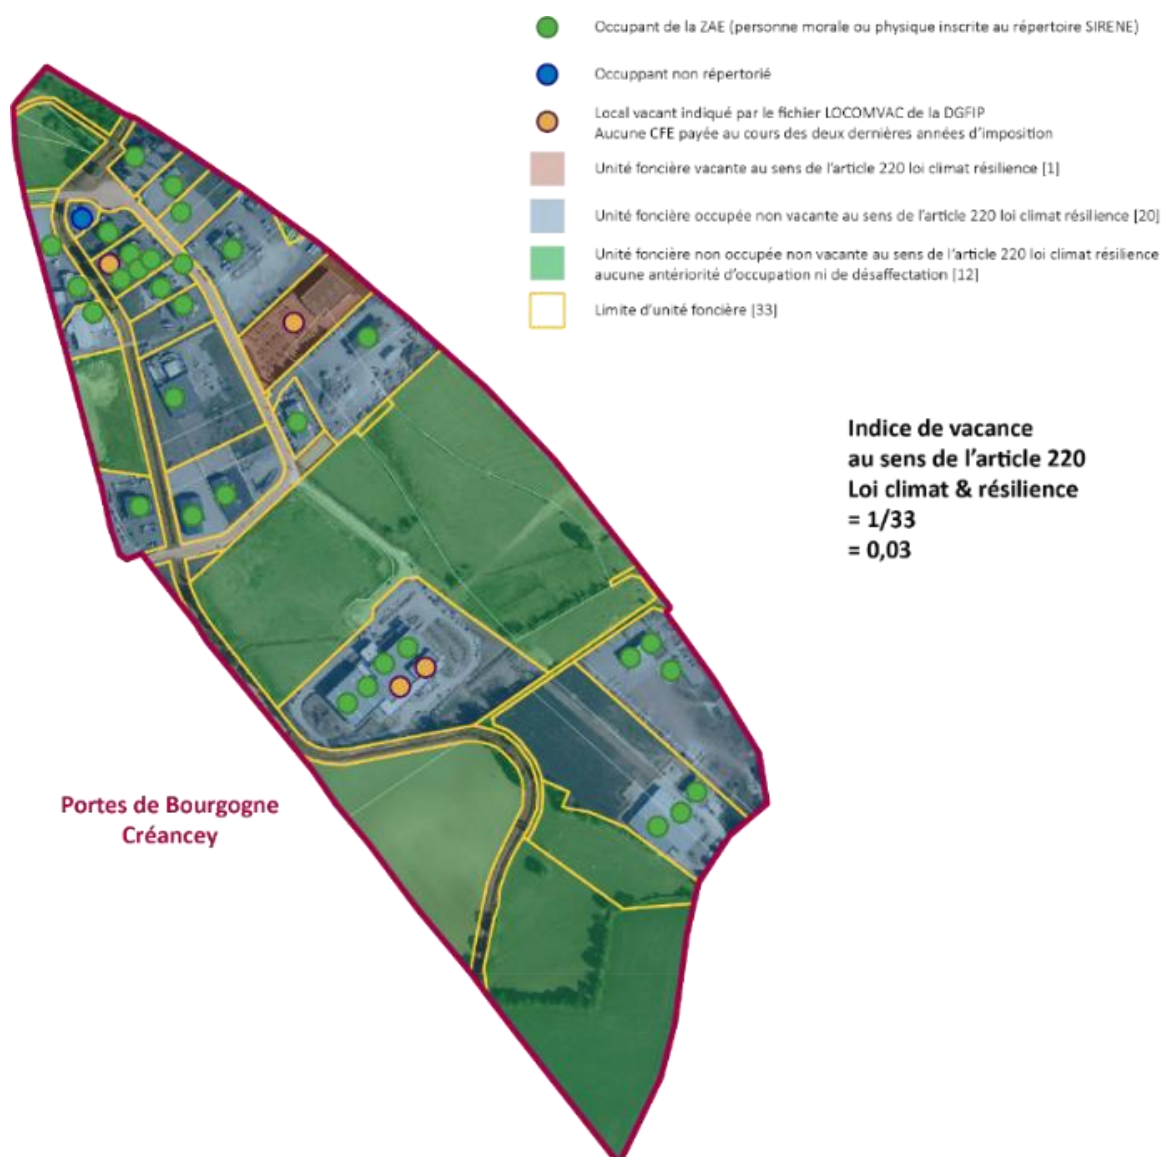 Occupant de la ZAE (personne morale ou physique inscrite au répertoire SIRENE)
Occuppant non répertorié
Local vacant indiqué par le fichier LOCOMVAC de la DGFIP
Aucune CFE payée au cours des deux dernières années d'imposition
Unité foncière vacante au sens de l'article 220 loi climat résilience [1]
Unité foncière occupée non vacante au sens de l'article 220 loi climat résilience [20]
Unité foncière non occupée non vacante au sens de l'article 220 loi climat résilience
aucune antériorité d'occupation ni de désaffectation [12]
Limite d'unité foncière [33]
Indice de vacance
au sens de l'article 220
Loi climat & résilience
= 1/33
= 0,03
Portes de Bourgogne
Créancey